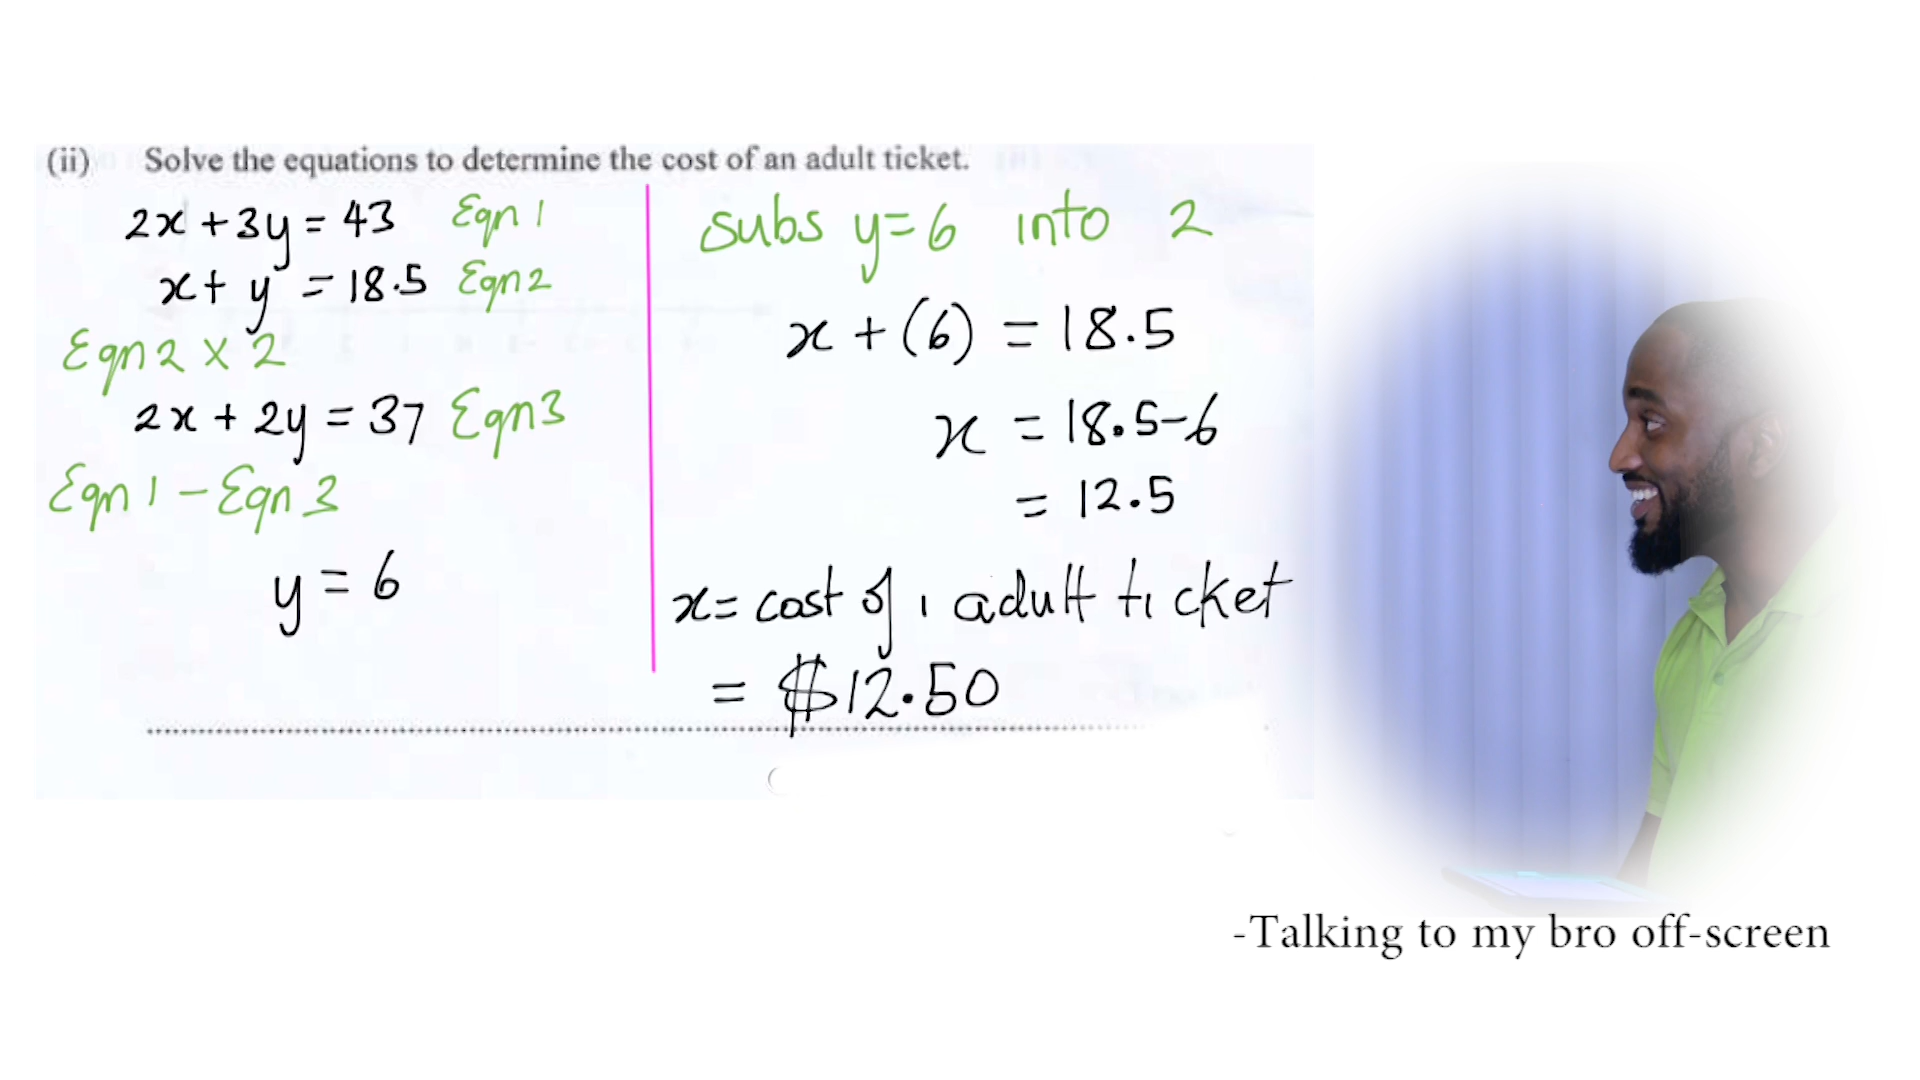 (ii) Solve the equations to determine the cost of an adult ticket.
2x + 3y = 43 Eqn 1
x + y = 18.5 Eqn 2
Eqn 2 × 2
2x + 2y = 37 Eqn 3
Eqn 1 - Eqn 3
y = 6
subs y = 6 into 2
x + (6) = 18.5
x = 18.5 - 6
= 12.5
x = cost of 1 adult ticket
= $12.50
-Talking to my bro off-screen